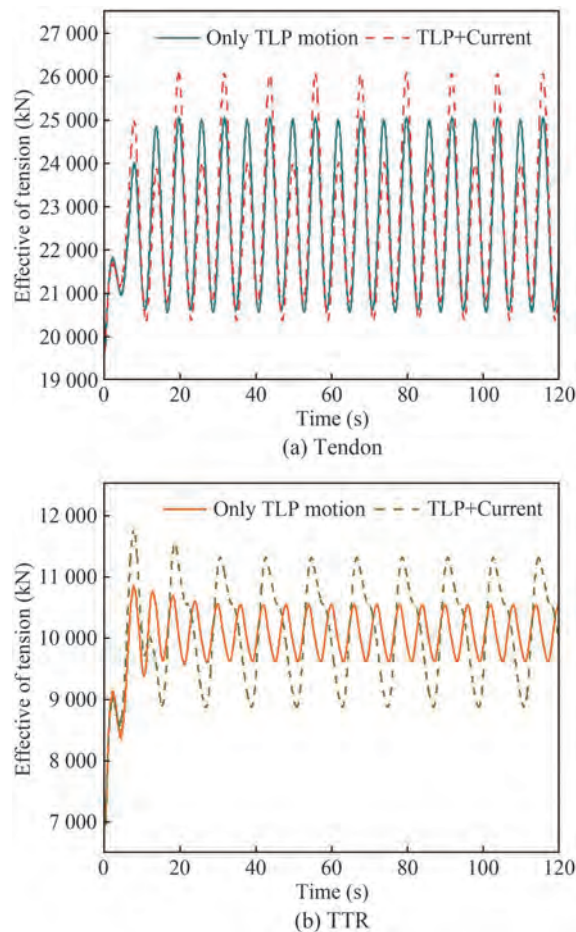 27 000
Only TLP motion TLP+Current
26 000
25 000
24 000
23 000
22 000
21 000
20 000
19 000
Effective of tension (kN)
0 20 40 60 80 100 120
Time (s)
(a) Tendon
12 000
Only TLP motion TLP+Current
11 000
10 000
9 000
8 000
7 000
Effective of tension (kN)
0 20 40 60 80 100 120
Time (s)
(b) TTR